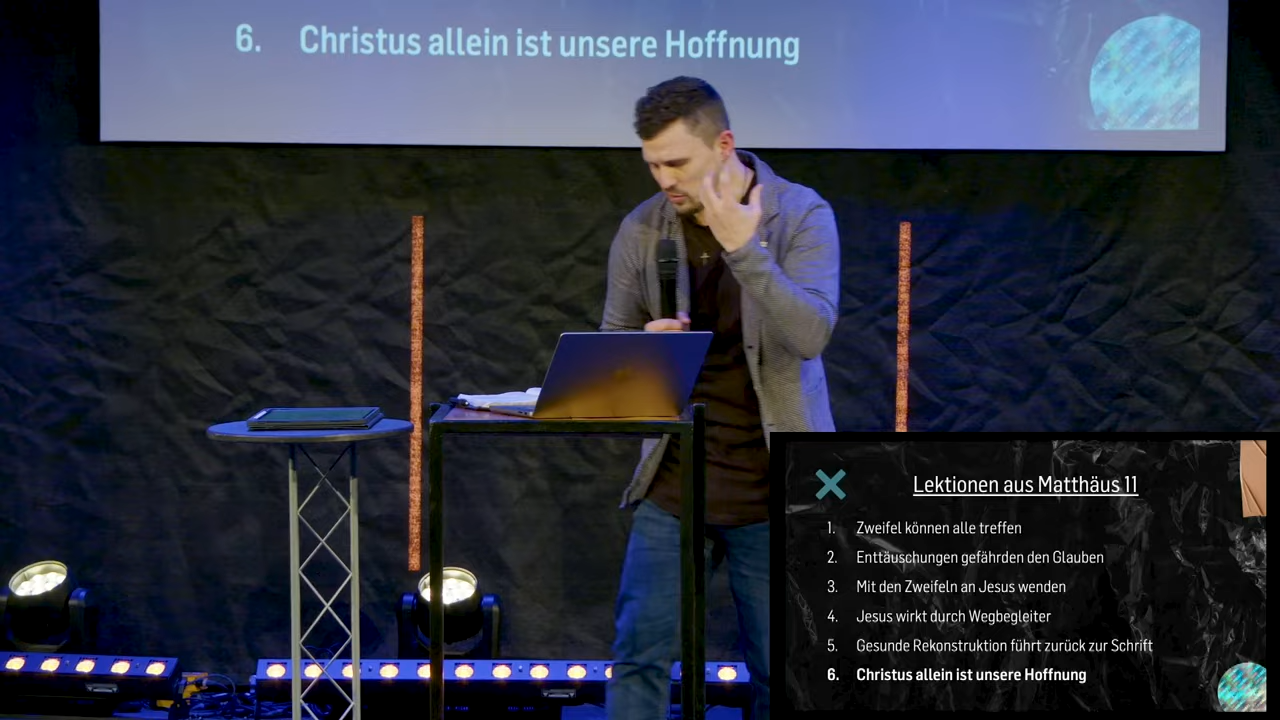 6. Christus allein ist unsere Hoffnung
Lektionen aus Matthäus 11
1. Zweifel können alle treffen
2. Enttäuschungen gefährden den Glauben
3. Mit den Zweifeln an Jesus wenden
4. Jesus wirkt durch Wegbegleiter
5. Gesunde Rekonstruktion führt zurück zur Schrift
6. Christus allein ist unsere Hoffnung